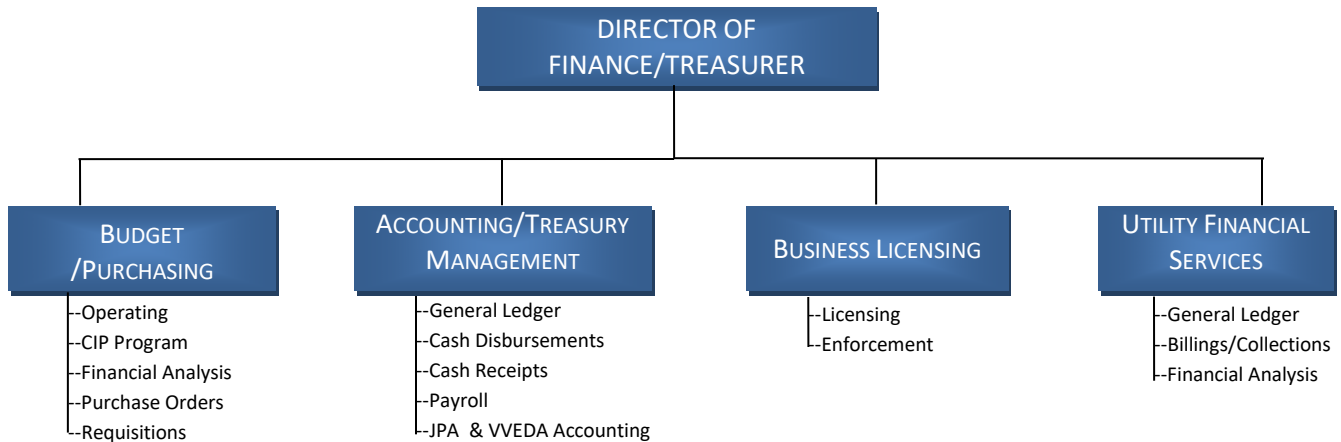 DIRECTOR OF
FINANCE/TREASURER
BUDGET
/PURCHASING
--Operating
--CIP Program
--Financial Analysis
--Purchase Orders
--Requisitions
ACCOUNTING/TREASURY
MANAGEMENT
--General Ledger
--Cash Disbursements
--Cash Receipts
--Payroll
--JPA & VVEDA Accounting
BUSINESS LICENSING
--Licensing
--Enforcement
UTILITY FINANCIAL
SERVICES
--General Ledger
--Billings/Collections
--Financial Analysis